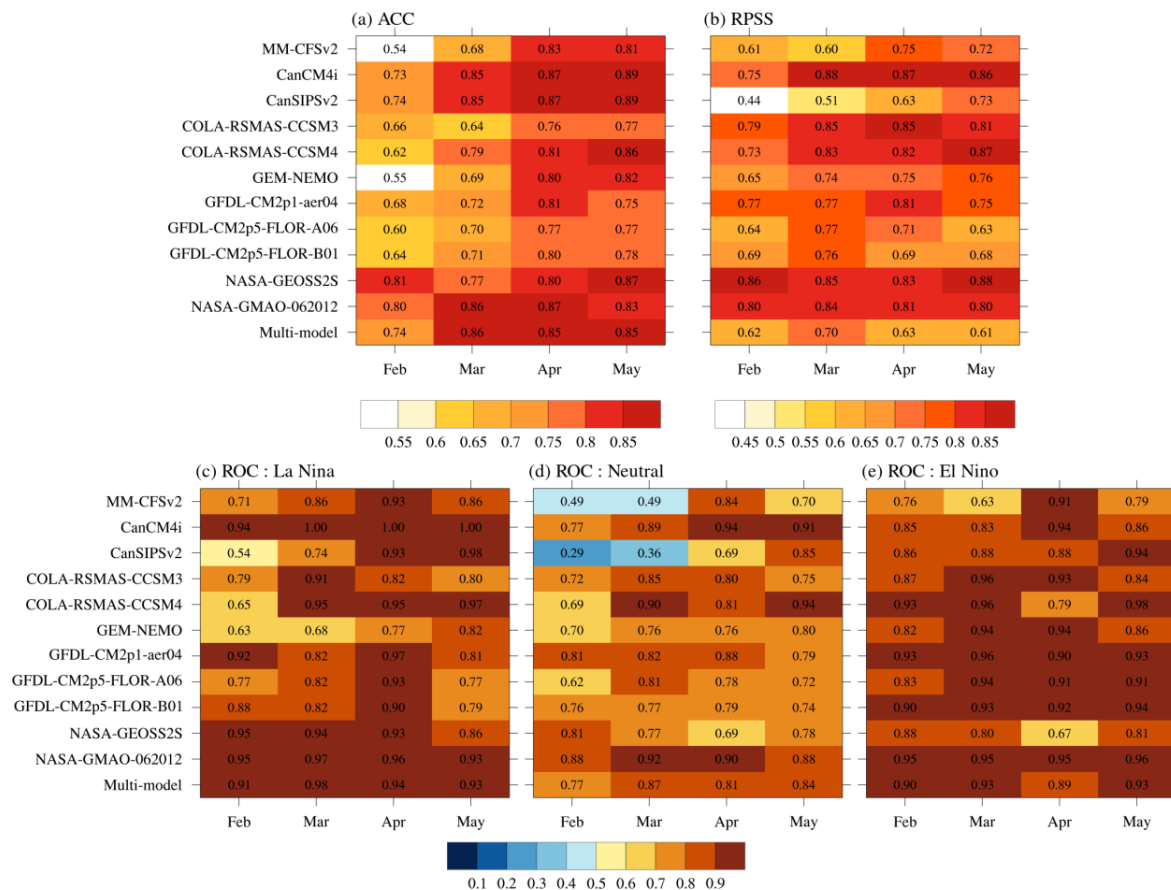 (a) ACC (b) RPSS
MM-CFSv2 0.54 0.68 0.83 0.81 0.61 0.60 0.75 0.72
CanCM4i 0.73 0.85 0.87 0.89 0.75 0.88 0.87 0.86
CanSIPSv2 0.74 0.85 0.87 0.89 0.44 0.51 0.63 0.73
COLA-RSMAS-CCSM3 0.66 0.64 0.76 0.77 0.79 0.85 0.85 0.81
COLA-RSMAS-CCSM4 0.62 0.79 0.81 0.86 0.73 0.83 0.82 0.87
GEM-NEMO 0.55 0.69 0.80 0.82 0.65 0.74 0.75 0.76
GFDL-CM2p1-aer04 0.68 0.72 0.81 0.75 0.77 0.77 0.81 0.75
GFDL-CM2p5-FLOR-A06 0.60 0.70 0.77 0.77 0.64 0.77 0.71 0.63
GFDL-CM2p5-FLOR-B01 0.64 0.71 0.80 0.78 0.69 0.76 0.69 0.68
NASA-GEOSS2S 0.81 0.77 0.80 0.87 0.86 0.85 0.83 0.88
NASA-GMAO-062012 0.80 0.86 0.87 0.83 0.80 0.84 0.81 0.80
Multi-model 0.74 0.86 0.85 0.85 0.62 0.70 0.63 0.61
Feb Mar Apr May Feb Mar Apr May
0.55 0.6 0.65 0.7 0.75 0.8 0.85 0.45 0.5 0.55 0.6 0.65 0.7 0.75 0.8 0.85
(c) ROC : La Nina (d) ROC : Neutral (e) ROC : El Nino
MM-CFSv2 0.71 0.86 0.93 0.86 0.49 0.49 0.84 0.70 0.76 0.63 0.91 0.79
CanCM4i 0.94 1.00 1.00 1.00 0.77 0.89 0.94 0.91 0.85 0.83 0.94 0.86
CanSIPSv2 0.54 0.74 0.93 0.98 0.29 0.36 0.69 0.85 0.86 0.88 0.88 0.94
COLA-RSMAS-CCSM3 0.79 0.91 0.82 0.80 0.72 0.85 0.80 0.75 0.87 0.96 0.93 0.84
COLA-RSMAS-CCSM4 0.65 0.95 0.95 0.97 0.69 0.90 0.81 0.94 0.93 0.96 0.79 0.98
GEM-NEMO 0.63 0.68 0.77 0.82 0.70 0.76 0.76 0.80 0.82 0.94 0.94 0.86
GFDL-CM2p1-aer04 0.92 0.82 0.97 0.81 0.81 0.82 0.88 0.79 0.93 0.96 0.90 0.93
GFDL-CM2p5-FLOR-A06 0.77 0.82 0.93 0.77 0.62 0.81 0.78 0.72 0.83 0.94 0.91 0.91
GFDL-CM2p5-FLOR-B01 0.88 0.82 0.90 0.79 0.76 0.77 0.79 0.74 0.90 0.93 0.92 0.94
NASA-GEOSS2S 0.95 0.94 0.93 0.86 0.81 0.77 0.69 0.78 0.88 0.80 0.67 0.81
NASA-GMAO-062012 0.95 0.97 0.96 0.93 0.88 0.92 0.90 0.88 0.95 0.95 0.95 0.96
Multi-model 0.91 0.98 0.94 0.93 0.77 0.87 0.81 0.84 0.90 0.93 0.89 0.93
Feb Mar Apr May Feb Mar Apr May Feb Mar Apr May
0.1 0.2 0.3 0.4 0.5 0.6 0.7 0.8 0.9